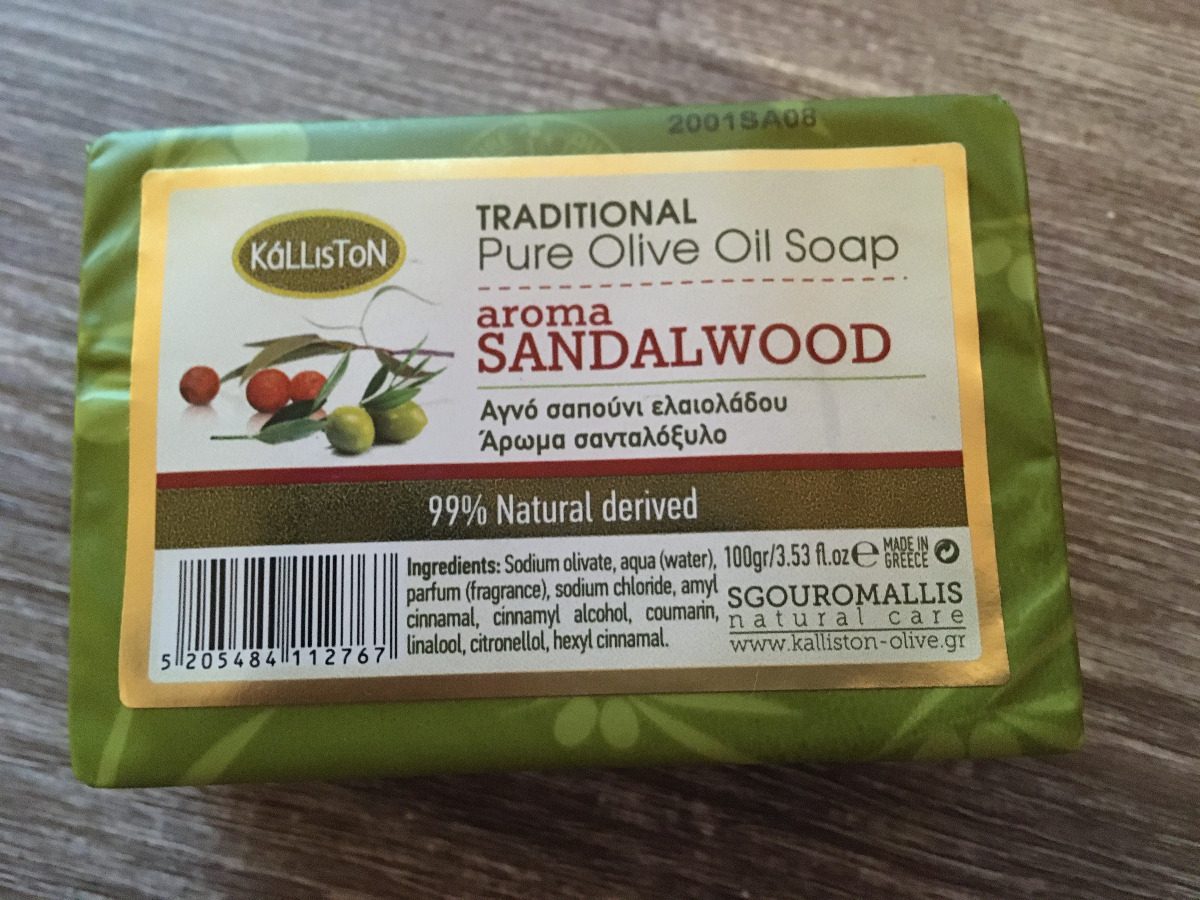 2001SA08
KáLLisToN
TRADITIONAL
Pure Olive Oil Soap
aroma
SANDALWOOD
Αγνό σαπούνι ελαιολάδου
Άρωμα σανταλόξυλο
99% Natural derived
Ingredients: Sodium olivate, aqua (water),
parfum (fragrance), sodium chloride, amyl
cinnamal, cinnamyl alcohol, coumarin,
linalool, citronellol, hexyl cinnamal.
100gr/3.53 fl.oz e MADE IN
GREECE
SGOUROMALLIS
natural care
www.kalliston-olive.gr
5 205484 112767